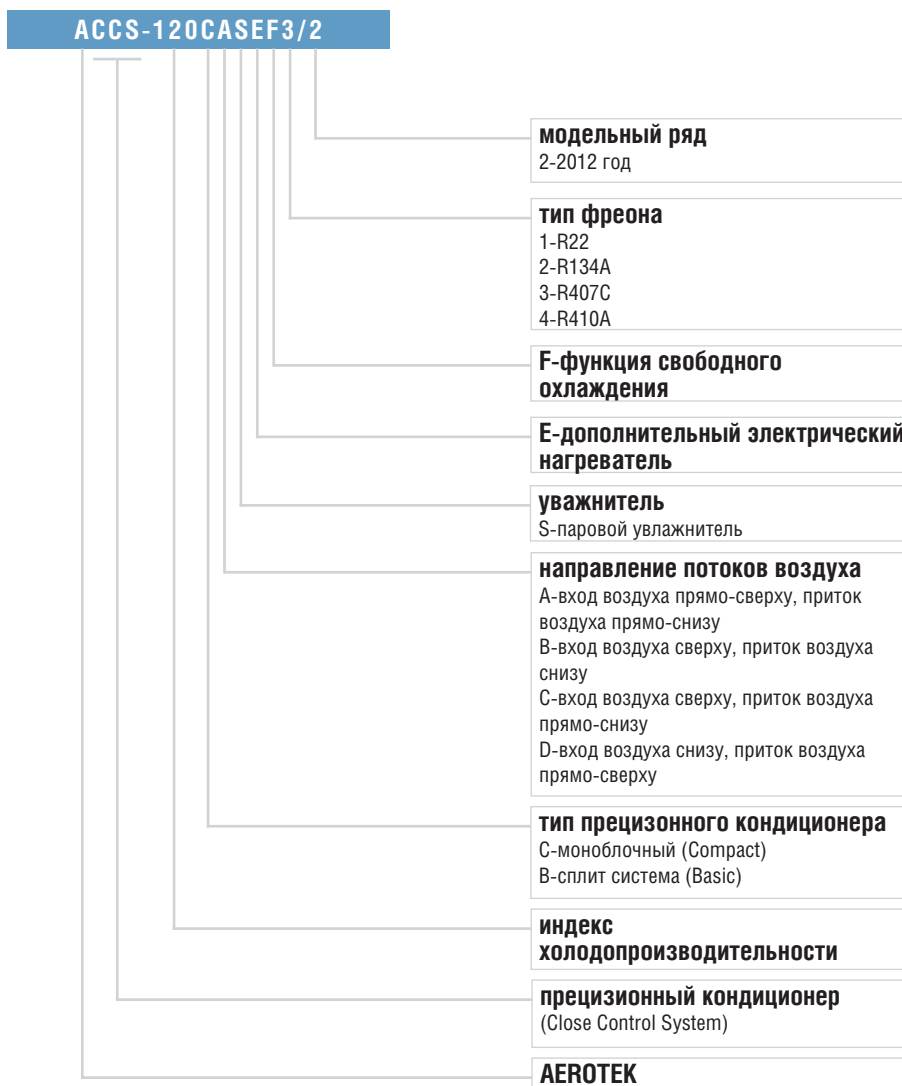 ACCS-120CASEF3/2
модельный ряд
2-2012 год
тип фреона
1-R22
2-R134A
3-R407C
4-R410A
F-функция свободного
охлаждения
E-дополнительный электрический
нагреватель
уважнитель
S-паровой увлажнитель
направление потоков воздуха
A-вход воздуха прямо-сверху, приток
воздуха прямо-снизу
B-вход воздуха сверху, приток воздуха
снизу
C-вход воздуха сверху, приток воздуха
прямо-снизу
D-вход воздуха снизу, приток воздуха
прямо-сверху
тип прецизонного кондиционера
C-моноблочный (Compact)
B-сплит система (Basic)
индекс
холодопроизводительности
прецизионный кондиционер
(Close Control System)
AEROTEK